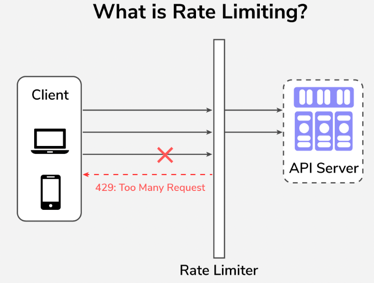 What is Rate Limiting?
Client
API Server
429: Too Many Request
Rate Limiter